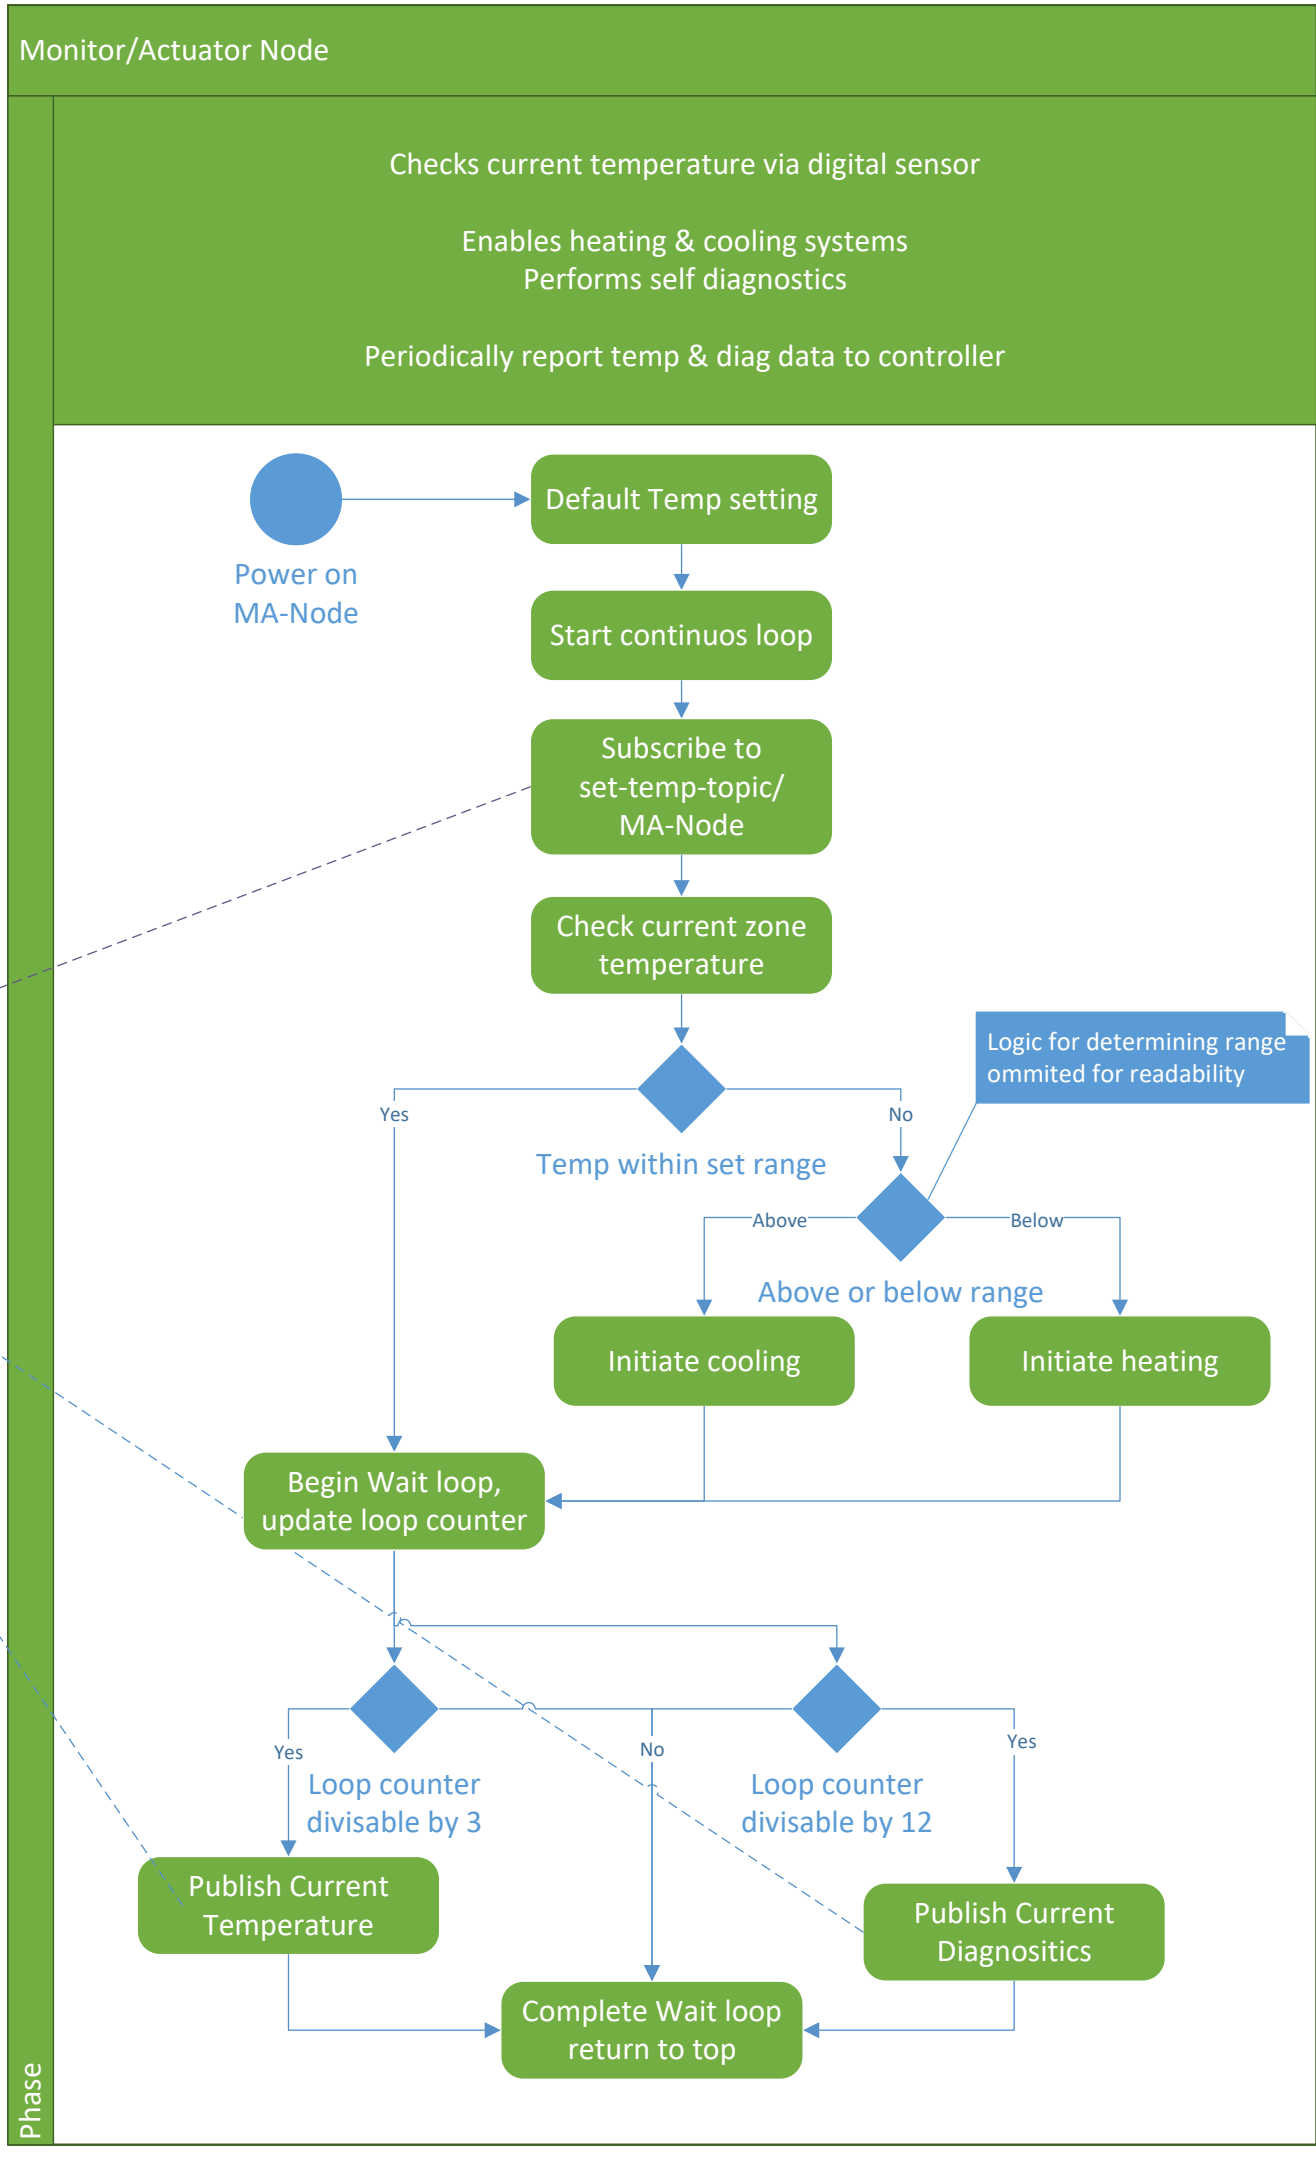 Monitor/Actuator Node
Checks current temperature via digital sensor
Enables heating & cooling systems
Performs self diagnostics
Periodically report temp & diag data to controller
Default Temp setting
Power on
MA-Node
Start continuos loop
Subscribe to
set-temp-topic/
MA-Node
Check current zone
temperature
Logic for determining range
ommited for readability
Yes
No
Temp within set range
Above
Below
Above or below range
Initiate cooling
Initiate heating
Begin Wait loop,
update loop counter
Yes
No
Yes
Loop counter
divisable by 3
Loop counter
divisable by 12
Publish Current
Temperature
Publish Current
Diagnositics
Complete Wait loop
return to top
Phase